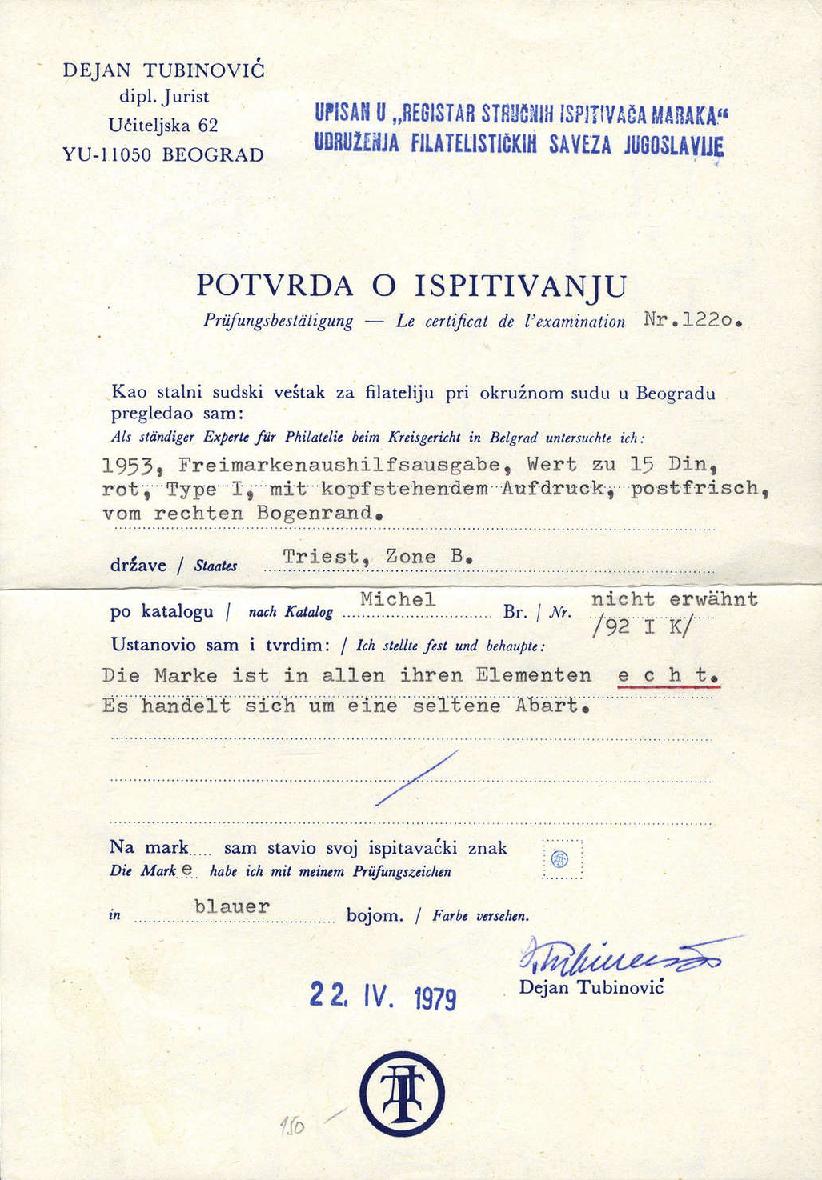 DEJAN TUBINOVIĆ
dipl. Jurist
Učiteljska 62
YU-11050 BEOGRAD
UPISAN U „REGISTAR STRUČNIH ISPITIVAČA MARAKA“
UDRUŽENJA FILATELISTIČKIH SAVEZA JUGOSLAVIJE
POTVRDA O ISPITIVANJU
Prüfungsbestätigung — Le certificat de l'examination Nr.122o.
Kao stalni sudski veštak za filateliju pri okružnom sudu u Beogradu
pregledao sam:
Als ständiger Experte für Philatelie beim Kreisgericht in Belgrad untersuchte ich:
1953, Freimarkenaushilfsausgabe, Wert zu 15 Din,
rot, Type I, mit kopfstehendem Aufdruck, postfrisch,
vom rechten Bogenrand.
države / Staates Triest, Zone B.
po katalogu / nach Katalog Michel Br. / Nr. nicht erwähnt
/92 I K/
Ustanovio sam i tvrdim: / Ich stellte fest und behaupte:
Die Marke ist in allen ihren Elementen e c h t.
Es handelt sich um eine seltene Abart.
Na mark.... sam stavio svoj ispitavački znak
Die Marke habe ich mit meinem Prüfungszeichen
in blauer bojom. / Farbe versehen.
D. Tubinović
Dejan Tubinović
22. IV. 1979
150